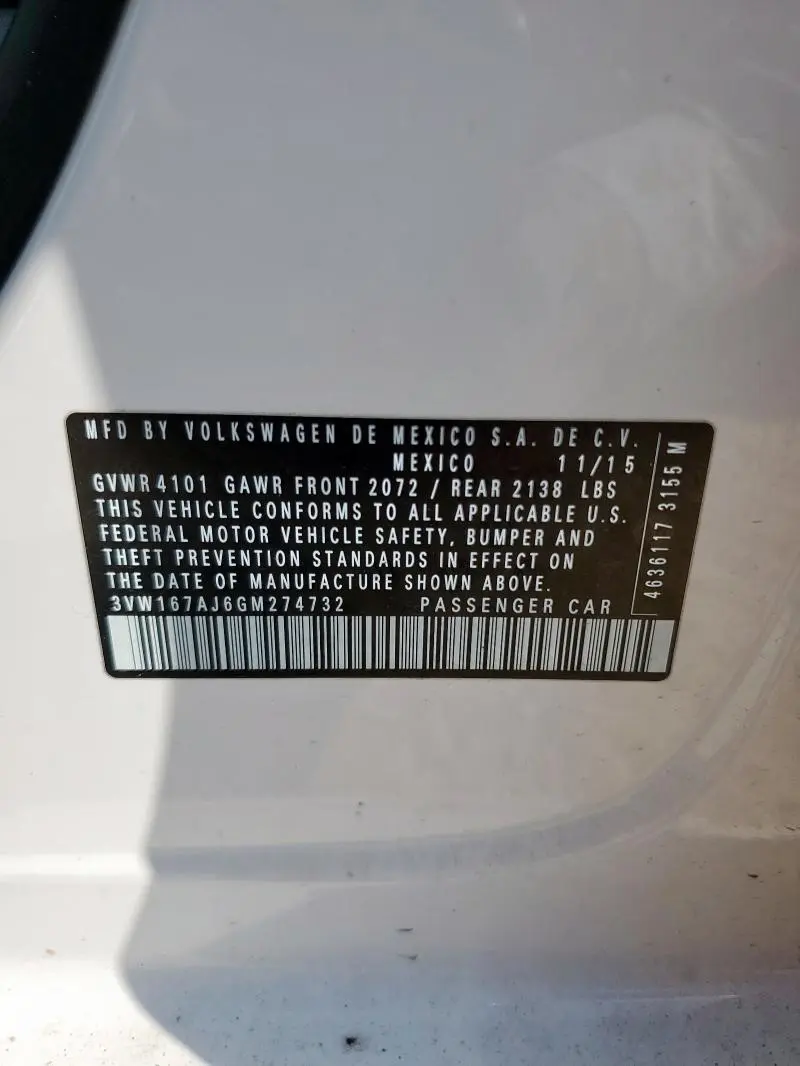 MFD BY VOLKSWAGEN DE MEXICO S.A. DE C.V.
MEXICO 11/15
GVWR 4101 GAWR FRONT 2072 / REAR 2138 LBS
THIS VEHICLE CONFORMS TO ALL APPLICABLE U.S.
FEDERAL MOTOR VEHICLE SAFETY, BUMPER AND
THEFT PREVENTION STANDARDS IN EFFECT ON
THE DATE OF MANUFACTURE SHOWN ABOVE.
3VW167AJ6GM274732 PASSENGER CAR
4636117 3155 M